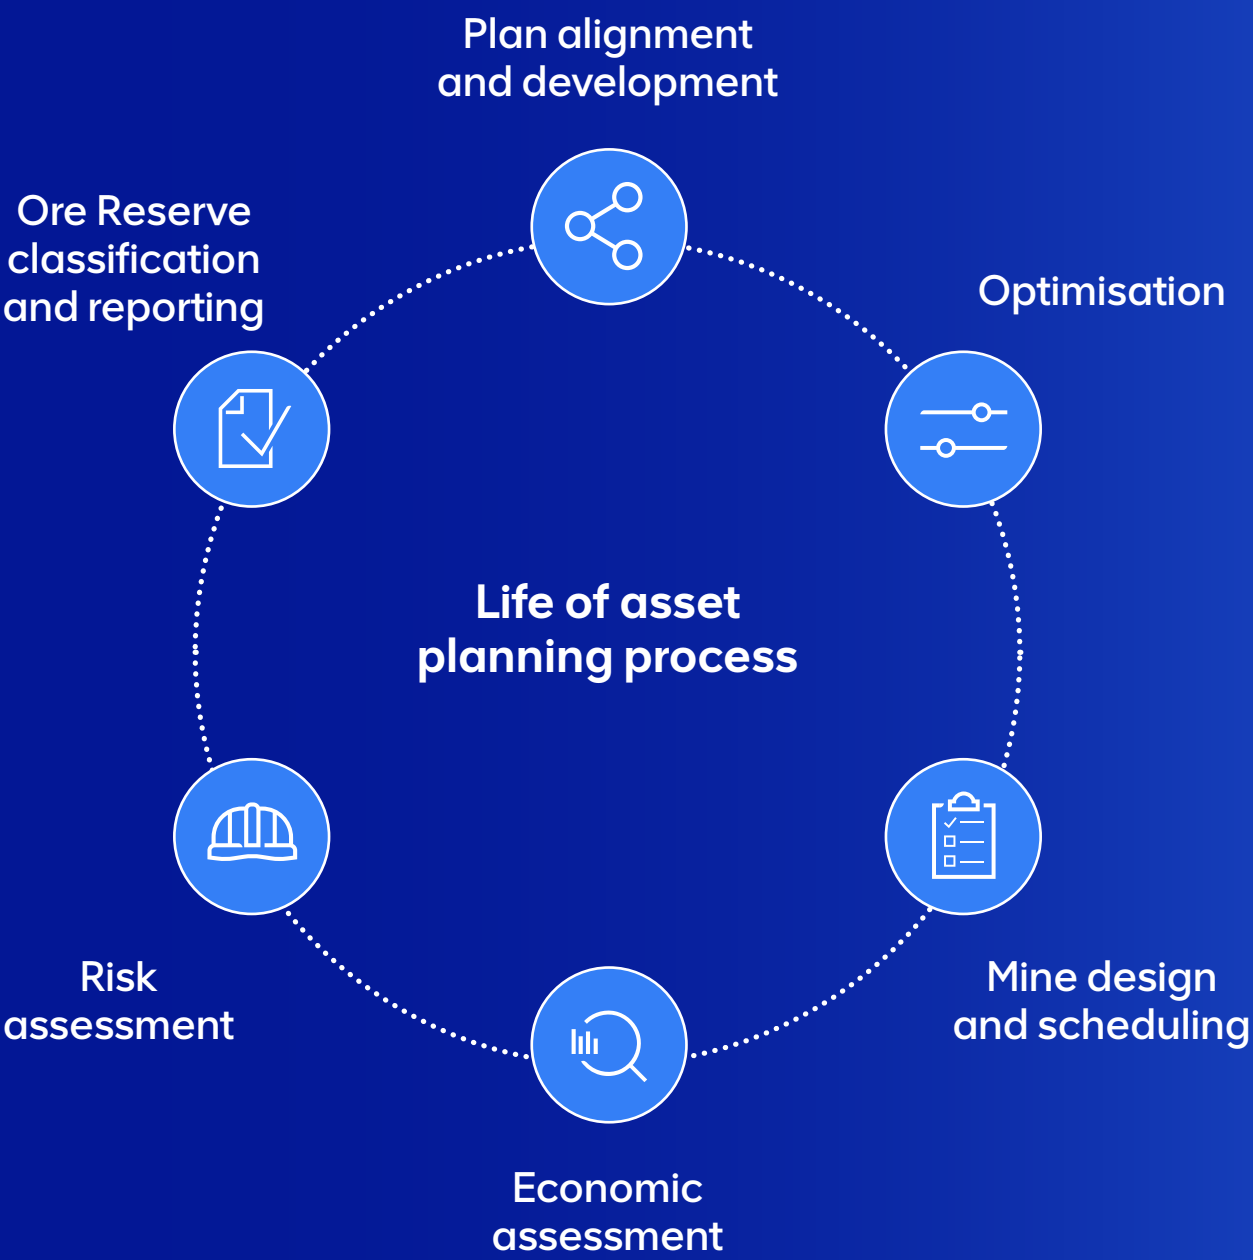 Plan alignment
and development
Optimisation
Mine design
and scheduling
Economic
assessment
Risk
assessment
Ore Reserve
classification
and reporting
Life of asset
planning process